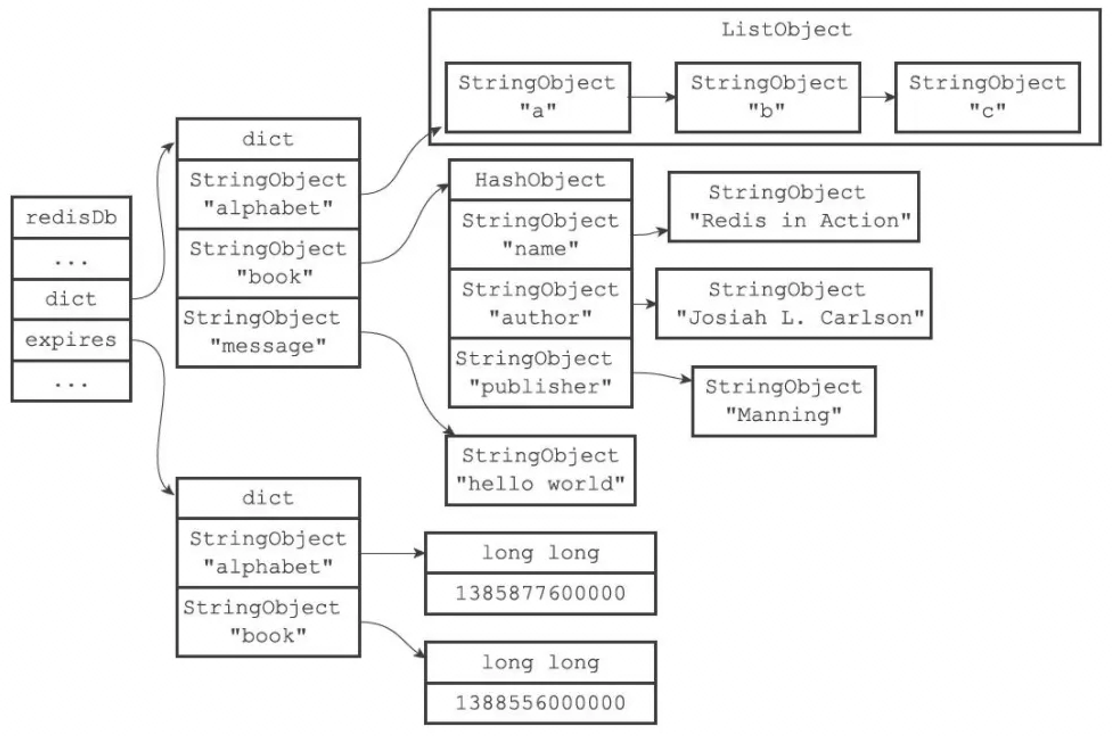 redisDb
...
dict
expires
...
dict
StringObject
"alphabet"
StringObject
"book"
StringObject
"message"
ListObject
StringObject
"a"
StringObject
"b"
StringObject
"c"
HashObject
StringObject
"name"
StringObject
"author"
StringObject
"publisher"
StringObject
"Redis in Action"
StringObject
"Josiah L. Carlson"
StringObject
"Manning"
StringObject
"hello world"
dict
StringObject
"alphabet"
StringObject
"book"
long long
1385877600000
long long
1388556000000